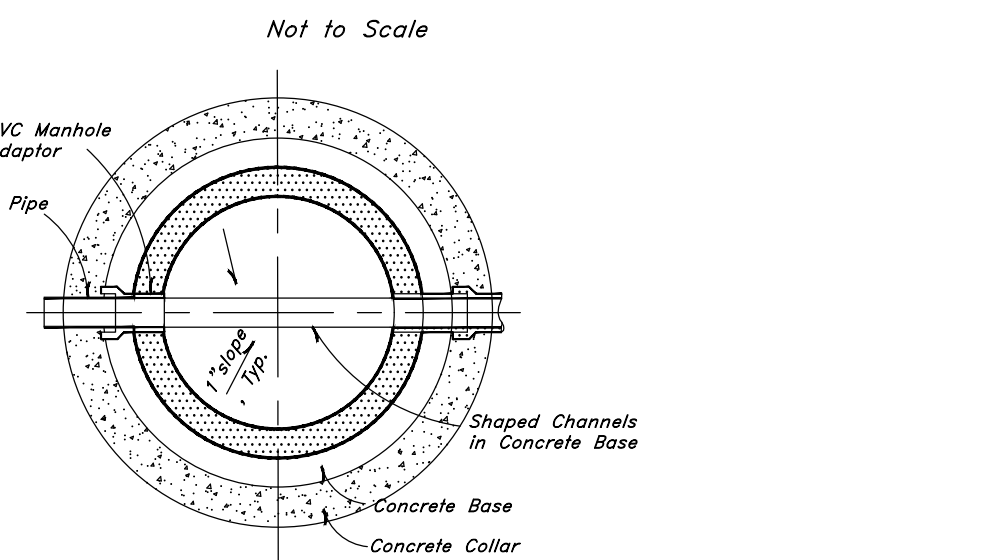 Not to Scale
VC Manhole
daptor
Pipe
1" slope
, Typ.
Shaped Channels
in Concrete Base
Concrete Base
Concrete Collar